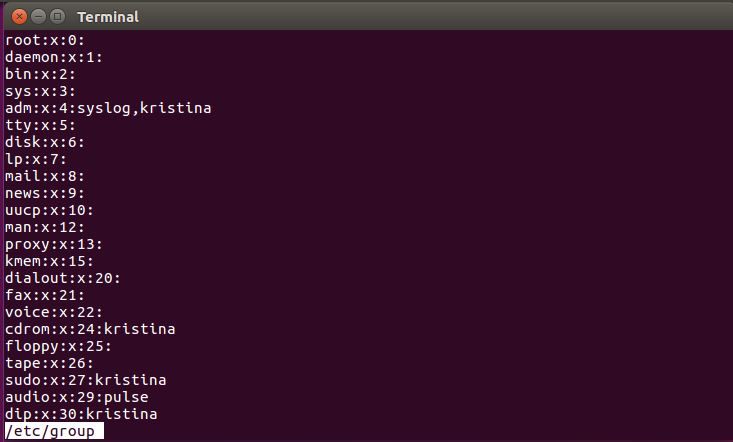 Terminal
root:x:0:
daemon:x:1:
bin:x:2:
sys:x:3:
adm:x:4:syslog,kristina
tty:x:5:
disk:x:6:
lp:x:7:
mail:x:8:
news:x:9:
uucp:x:10:
man:x:12:
proxy:x:13:
kmem:x:15:
dialout:x:20:
fax:x:21:
voice:x:22:
cdrom:x:24:kristina
floppy:x:25:
tape:x:26:
sudo:x:27:kristina
audio:x:29:pulse
dip:x:30:kristina
/etc/group